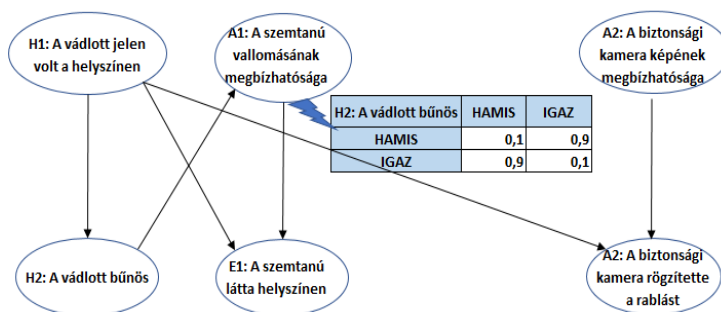 H1: A vádlott jelen
volt a helyszínen
A1: A szemtanú
vallomásának
megbízhatósága
A2: A biztonsági
kamera képének
megbízhatósága
H2: A vádlott bűnös HAMIS IGAZ
HAMIS 0,1 0,9
IGAZ 0,9 0,1
H2: A vádlott bűnös
E1: A szemtanú
látta helyszínen
A2: A biztonsági
kamera rögzítette
a rablást